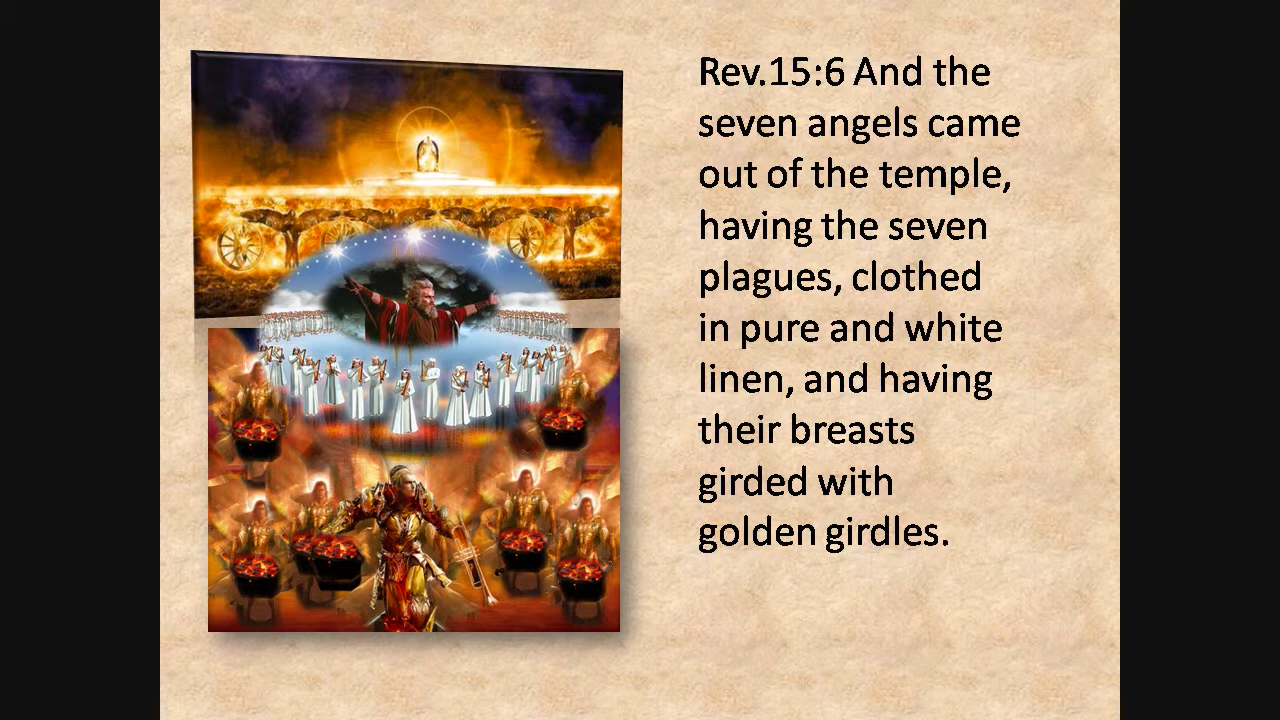 Rev.15:6 And the
seven angels came
out of the temple,
having the seven
plagues, clothed
in pure and white
linen, and having
their breasts
girded with
golden girdles.